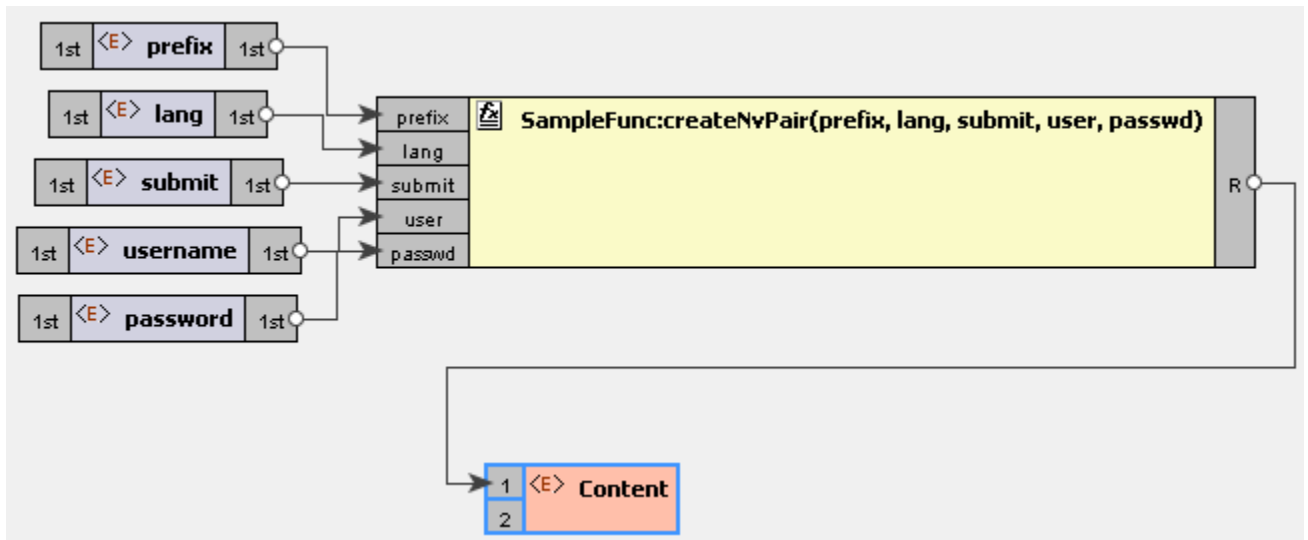 1st <E> prefix 1st
1st <E> lang 1st
1st <E> submit 1st
1st <E> username 1st
1st <E> password 1st
prefix
lang
submit
user
passwd
fx SampleFunc:createNvPair(prefix, lang, submit, user, passwd)
R
1 <E> Content
2